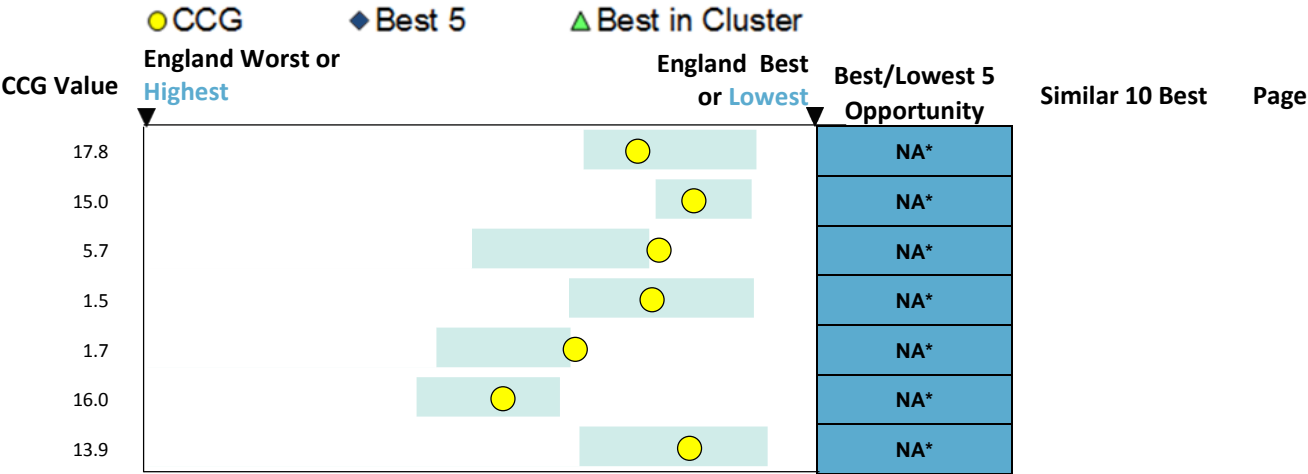 CCG Best 5 Best in Cluster
CCG Value England Worst or Highest England Best or Lowest Best/Lowest 5 Opportunity Similar 10 Best Page
17.8 NA*
15.0 NA*
5.7 NA*
1.5 NA*
1.7 NA*
16.0 NA*
13.9 NA*